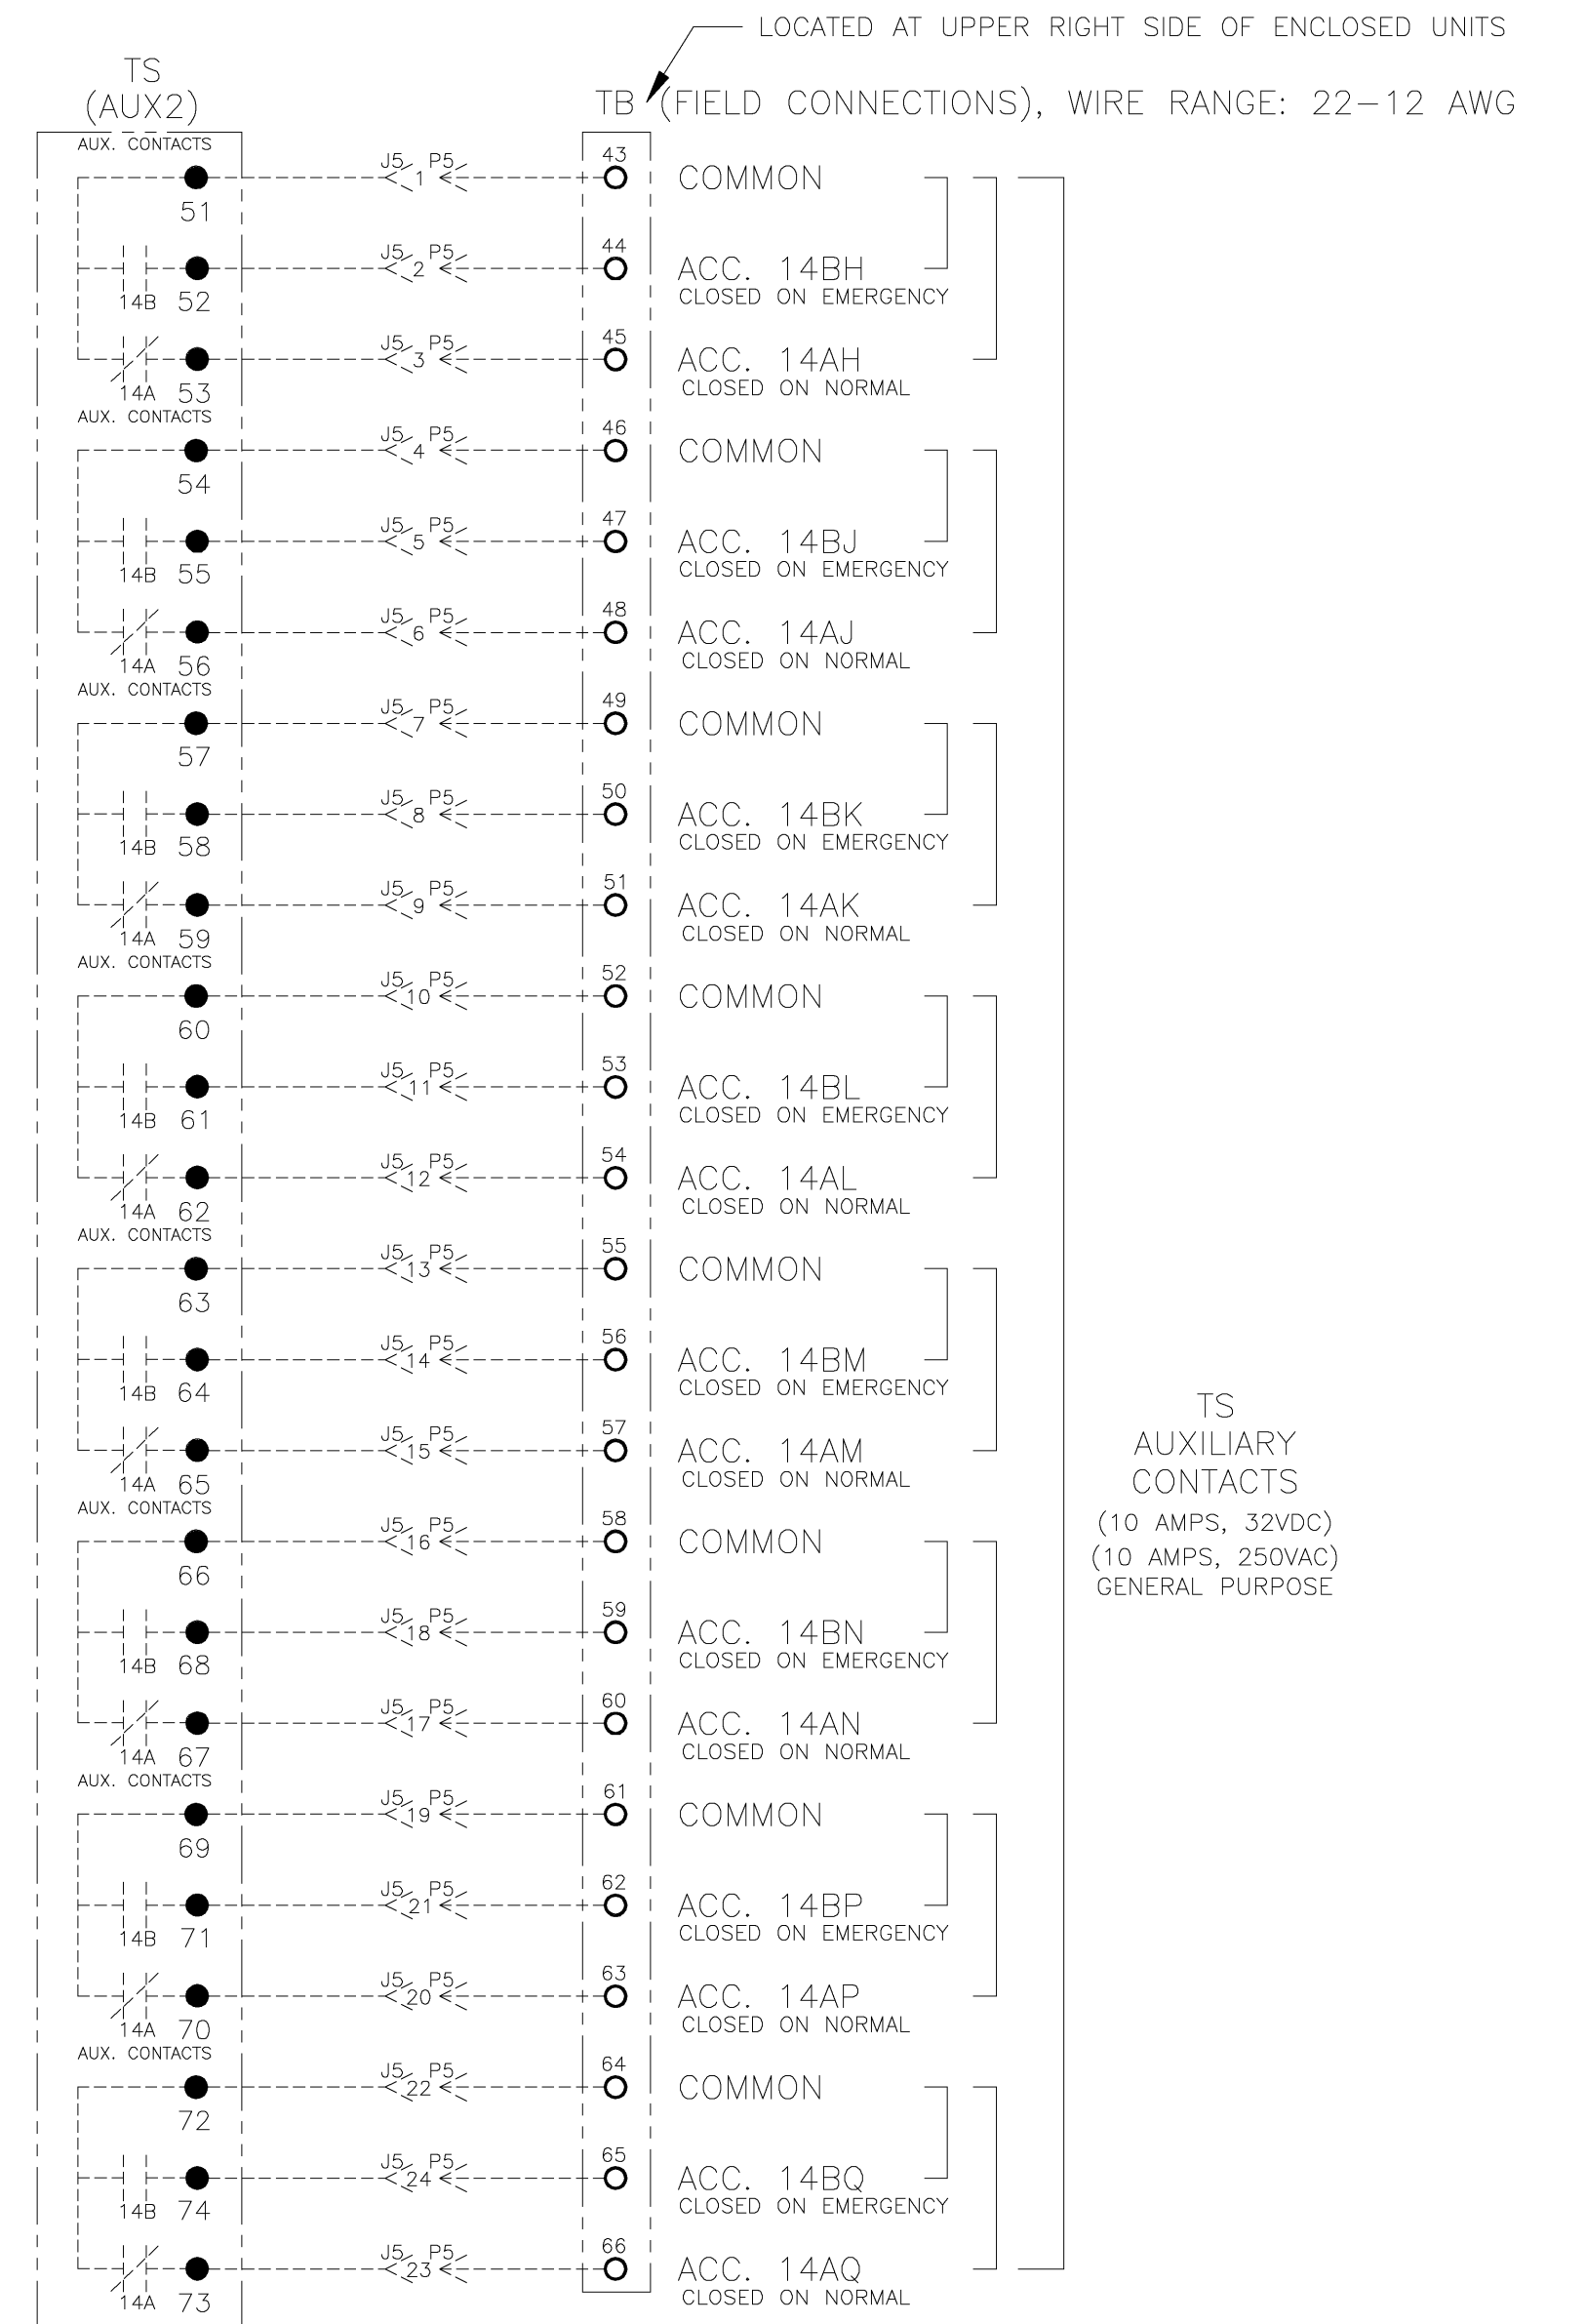 LOCATED AT UPPER RIGHT SIDE OF ENCLOSED UNITS
TS
(AUX2)
TB (FIELD CONNECTIONS), WIRE RANGE: 22-12 AWG
AUX. CONTACTS
51 J5 1 P5 43 COMMON
14B 52 J5 2 P5 44 ACC. 14BH
CLOSED ON EMERGENCY
14A 53 J5 3 P5 45 ACC. 14AH
CLOSED ON NORMAL
AUX. CONTACTS
54 J5 4 P5 46 COMMON
14B 55 J5 5 P5 47 ACC. 14BJ
CLOSED ON EMERGENCY
14A 56 J5 6 P5 48 ACC. 14AJ
CLOSED ON NORMAL
AUX. CONTACTS
57 J5 7 P5 49 COMMON
14B 58 J5 8 P5 50 ACC. 14BK
CLOSED ON EMERGENCY
14A 59 J5 9 P5 51 ACC. 14AK
CLOSED ON NORMAL
AUX. CONTACTS
60 J5 10 P5 52 COMMON
14B 61 J5 11 P5 53 ACC. 14BL
CLOSED ON EMERGENCY
14A 62 J5 12 P5 54 ACC. 14AL
CLOSED ON NORMAL
AUX. CONTACTS
63 J5 13 P5 55 COMMON
14B 64 J5 14 P5 56 ACC. 14BM
CLOSED ON EMERGENCY
14A 65 J5 15 P5 57 ACC. 14AM
CLOSED ON NORMAL
AUX. CONTACTS
66 J5 16 P5 58 COMMON
14B 68 J5 18 P5 59 ACC. 14BN
CLOSED ON EMERGENCY
14A 67 J5 17 P5 60 ACC. 14AN
CLOSED ON NORMAL
AUX. CONTACTS
69 J5 19 P5 61 COMMON
14B 71 J5 21 P5 62 ACC. 14BP
CLOSED ON EMERGENCY
14A 70 J5 20 P5 63 ACC. 14AP
CLOSED ON NORMAL
AUX. CONTACTS
72 J5 22 P5 64 COMMON
14B 74 J5 24 P5 65 ACC. 14BQ
CLOSED ON EMERGENCY
14A 73 J5 23 P5 66 ACC. 14AQ
CLOSED ON NORMAL
TS
AUXILIARY
CONTACTS
(10 AMPS, 32VDC)
(10 AMPS, 250VAC)
GENERAL PURPOSE